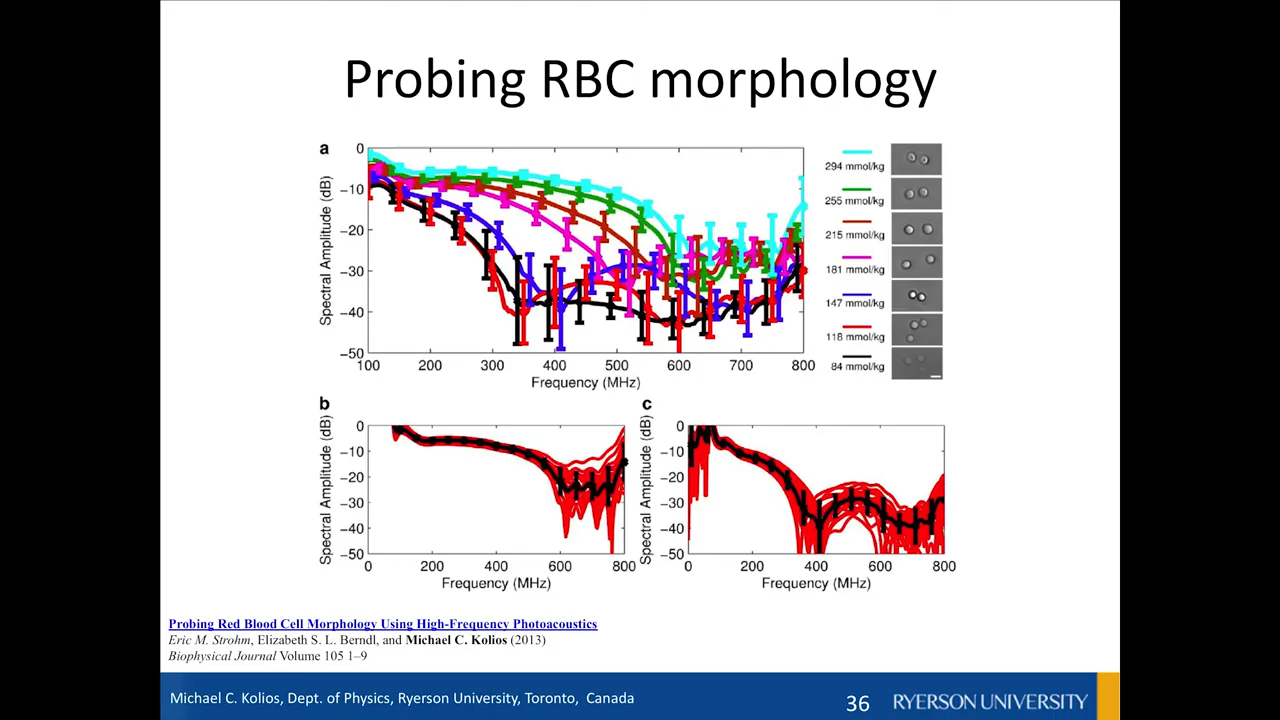 Probing RBC morphology
a
0
−10
−20
−30
−40
−50
Spectral Amplitude (dB)
100 200 300 400 500 600 700 800
Frequency (MHz)
294 mmol/kg
255 mmol/kg
215 mmol/kg
181 mmol/kg
147 mmol/kg
118 mmol/kg
84 mmol/kg
b
0
−10
−20
−30
−40
−50
Spectral Amplitude (dB)
0 200 400 600 800
Frequency (MHz)
c
0
−10
−20
−30
−40
−50
Spectral Amplitude (dB)
0 200 400 600 800
Frequency (MHz)
Probing Red Blood Cell Morphology Using High-Frequency Photoacoustics
Eric M. Strohm, Elizabeth S. L. Berndl, and Michael C. Kolios (2013)
Biophysical Journal Volume 105 1–9
Michael C. Kolios, Dept. of Physics, Ryerson University, Toronto, Canada
36
RYERSON UNIVERSITY